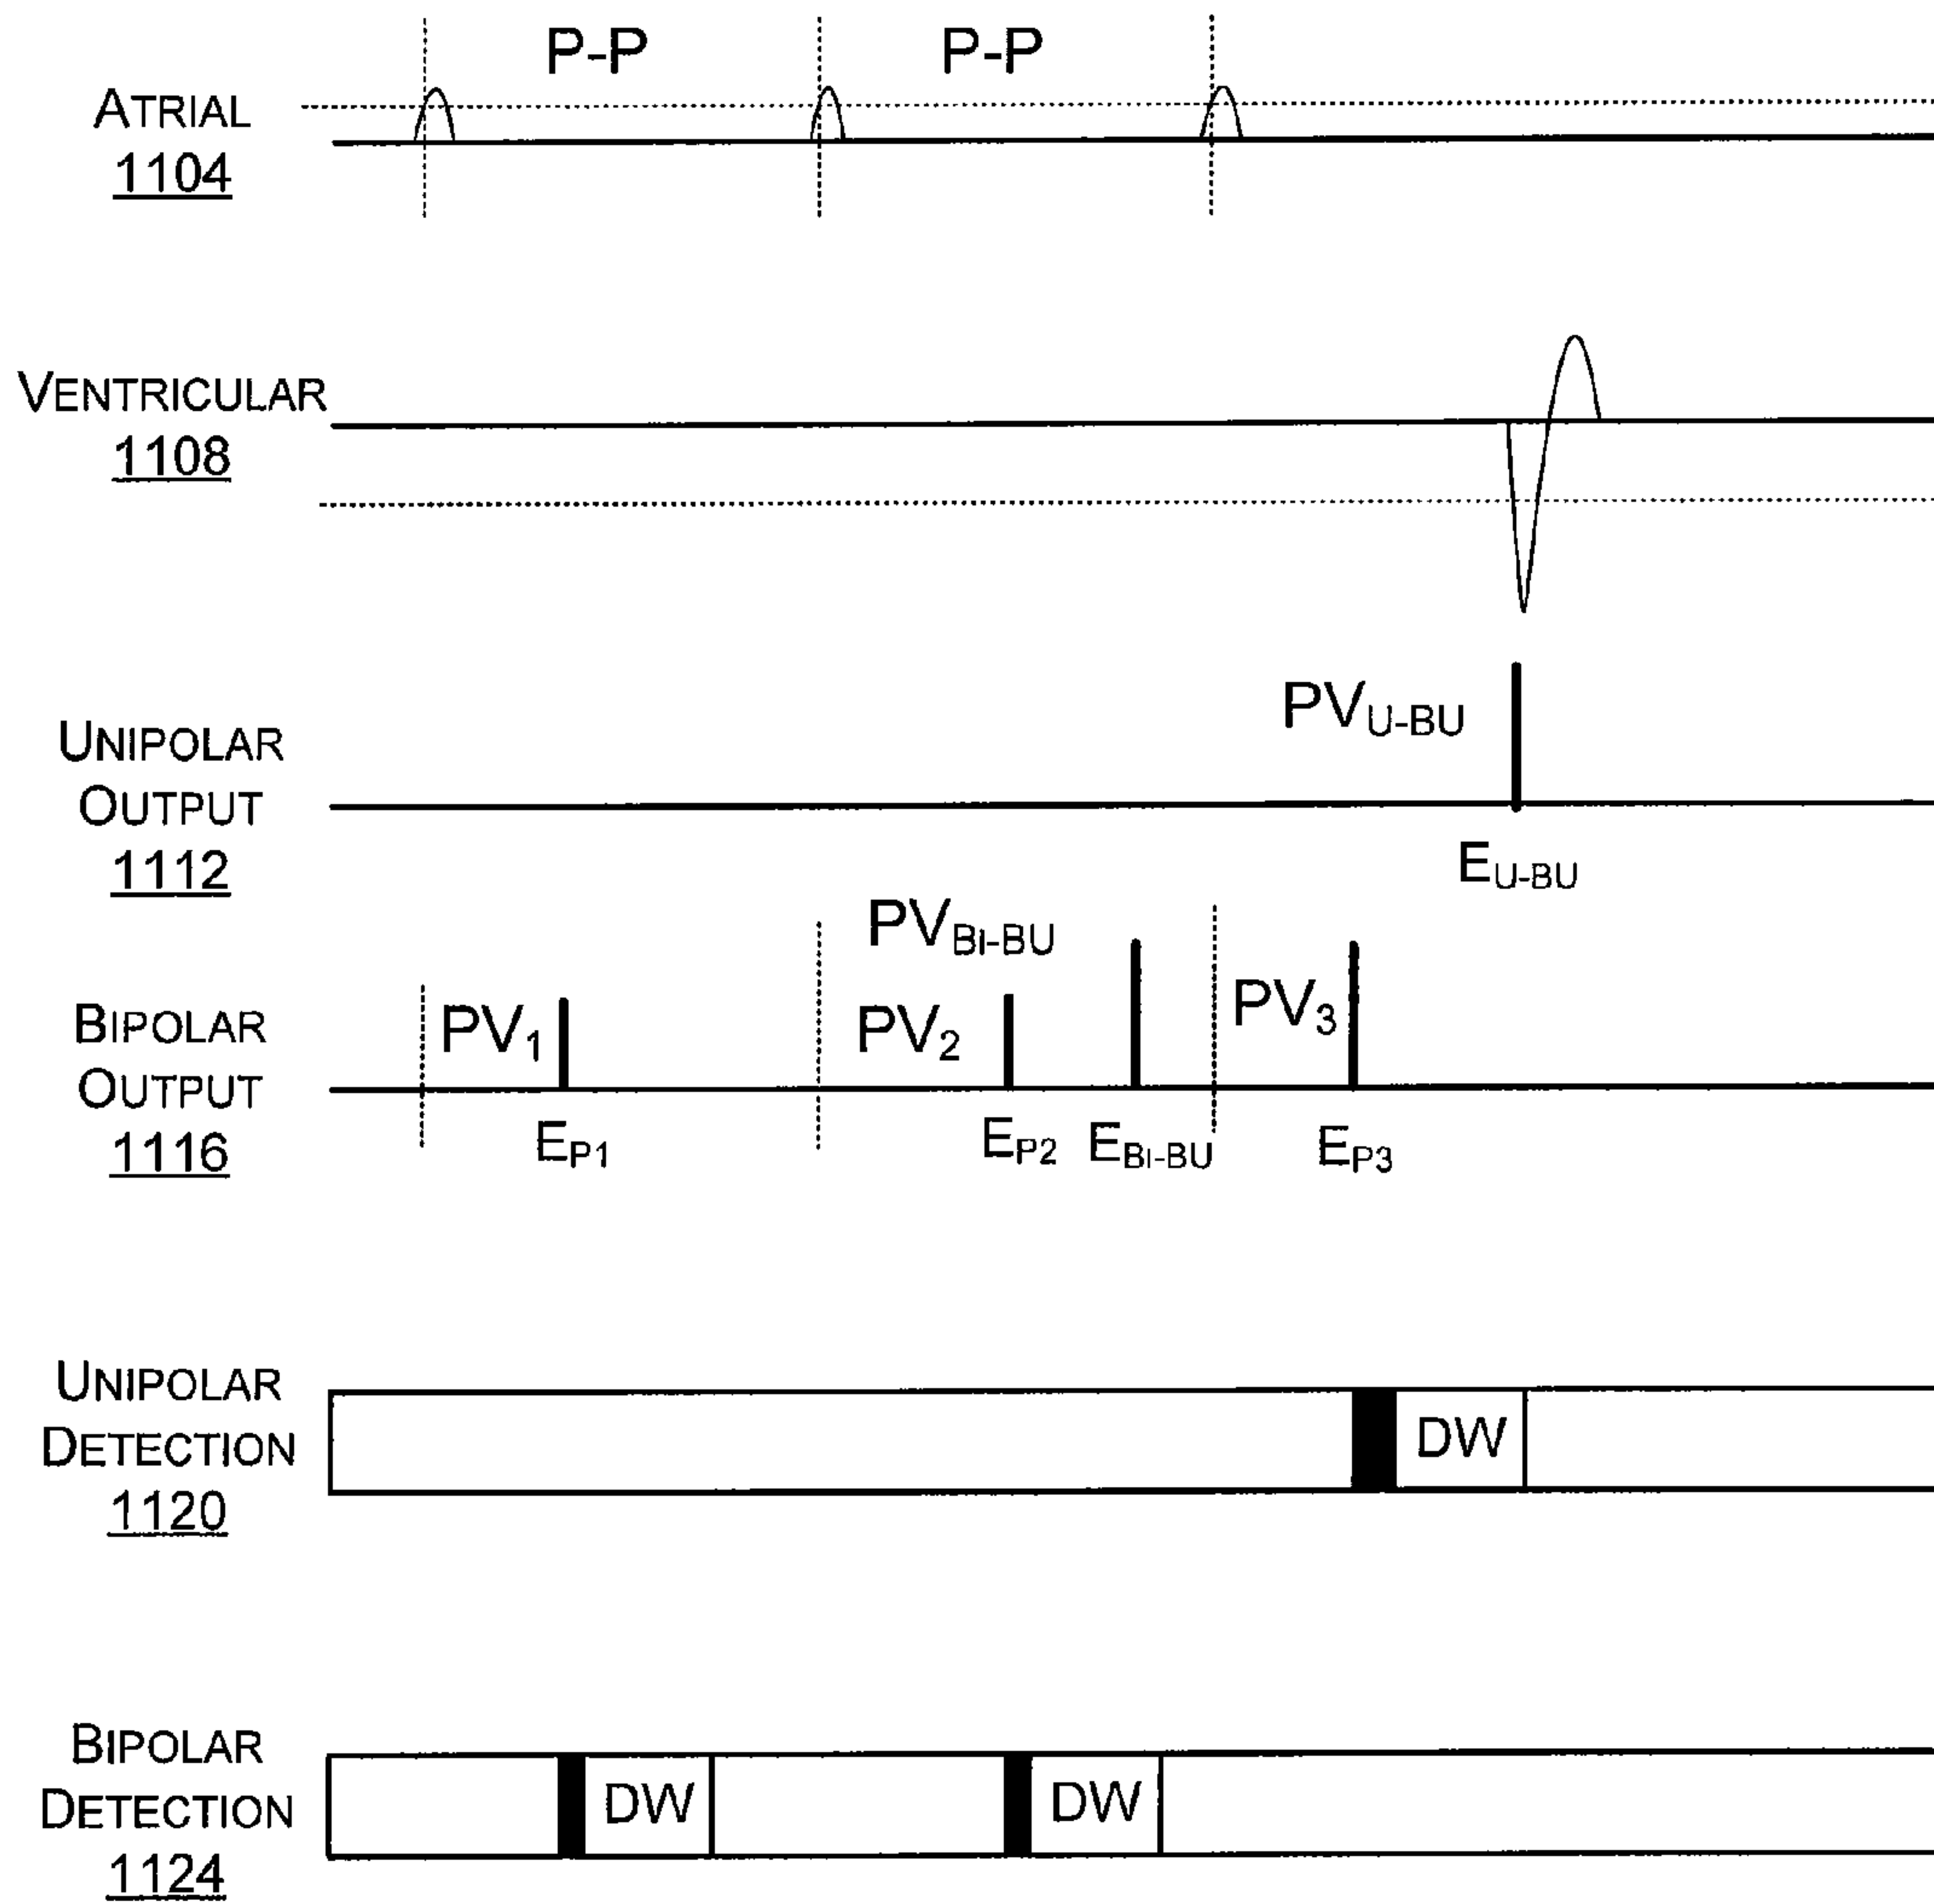 P-P P-P
ATRIAL
1104
VENTRICULAR
1108
PVU-BU
UNIPOLAR
OUTPUT
1112
EU-BU
PVBI-BU
BIPOLAR
OUTPUT
1116
PV1 PV2 PV3
EP1 EP2 EBI-BU EP3
UNIPOLAR
DETECTION
1120
DW
BIPOLAR
DETECTION
1124
DW DW